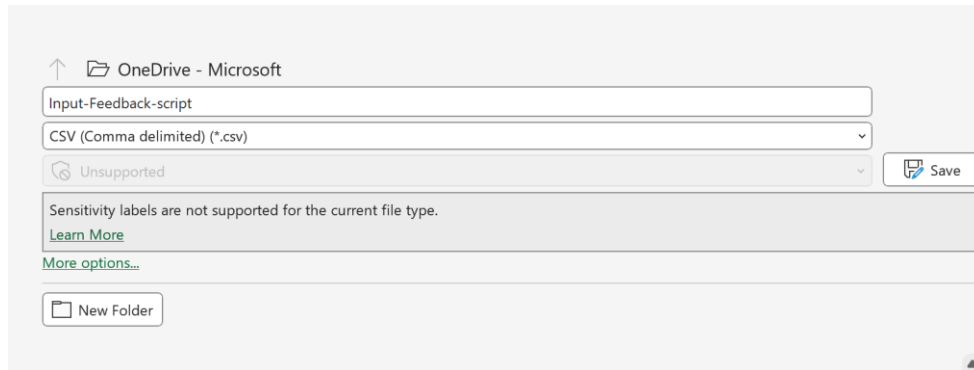 OneDrive - Microsoft
Input-Feedback-script
CSV (Comma delimited) (*.csv)
Unsupported
Save
Sensitivity labels are not supported for the current file type.
Learn More
More options...
New Folder